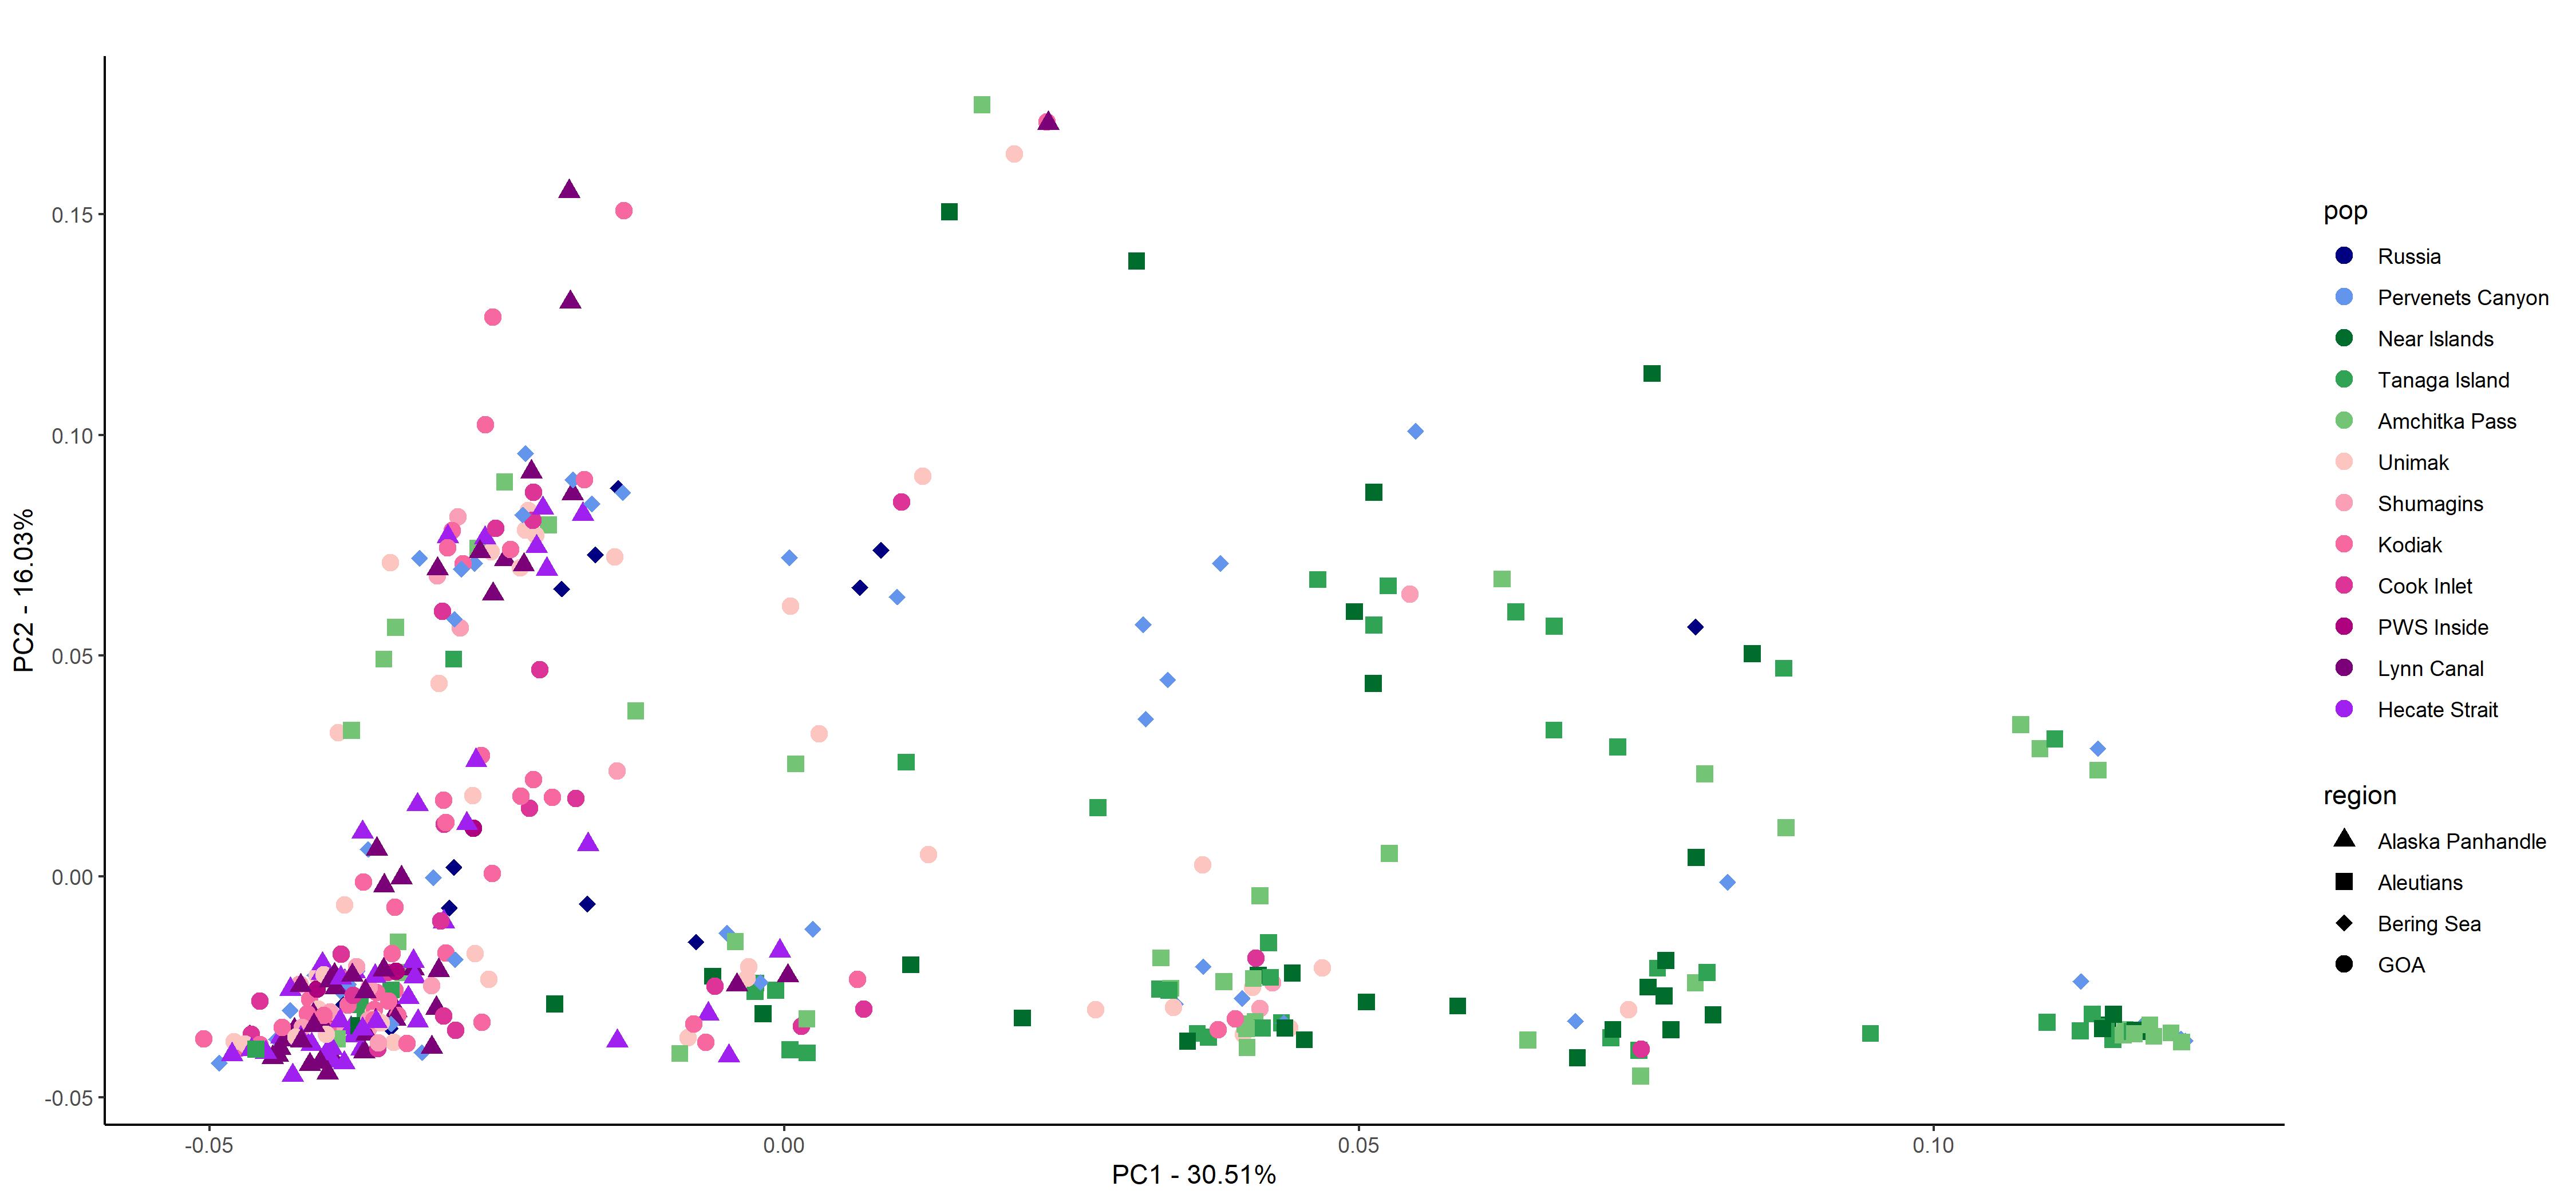 PC2 - 16.03%
0.15
0.10
0.05
0.00
-0.05
-0.05
0.00
0.05
0.10
PC1 - 30.51%
pop
Russia
Pervenets Canyon
Near Islands
Tanaga Island
Amchitka Pass
Unimak
Shumagins
Kodiak
Cook Inlet
PWS Inside
Lynn Canal
Hecate Strait
region
Alaska Panhandle
Aleutians
Bering Sea
GOA